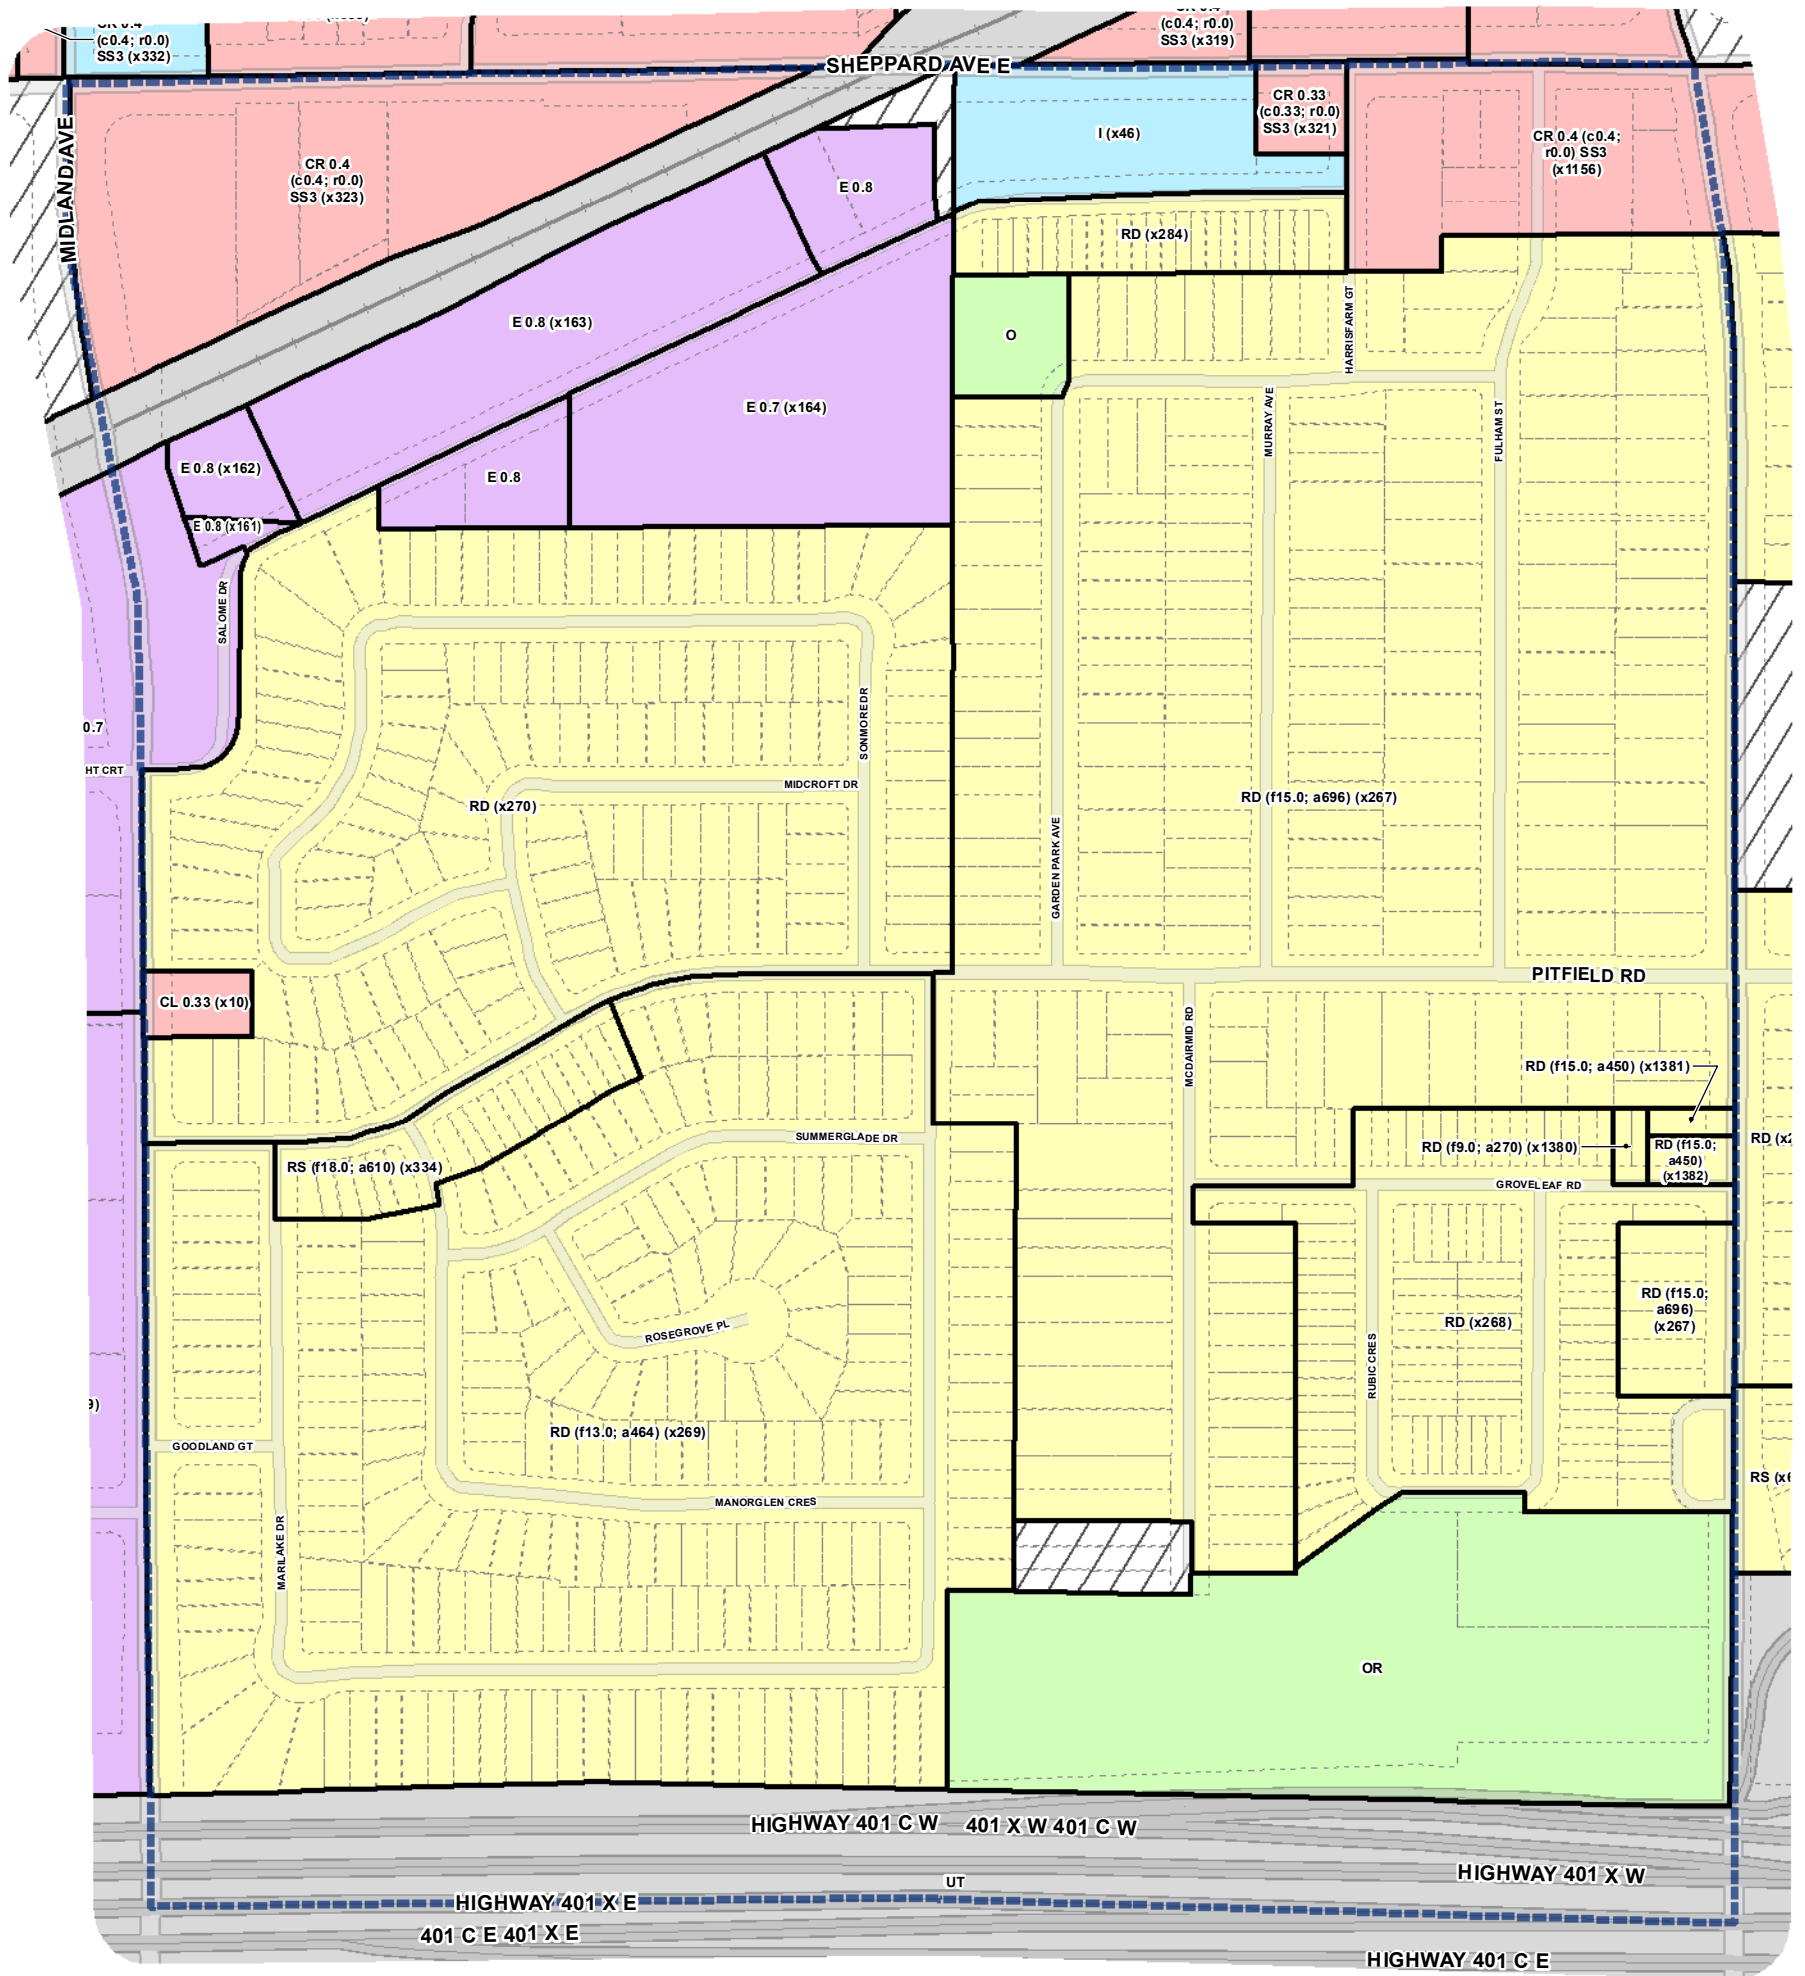 (c0.4; r0.0)
SS3 (x332)
(c0.4; r0.0)
SS3 (x319)
SHEPPARD AVE E
MIDLAND AVE
CR 0.4
(c0.4; r0.0)
SS3 (x323)
E 0.8
I (x46)
CR 0.33
(c0.33; r0.0)
SS3 (x321)
CR 0.4 (c0.4;
r0.0) SS3
(x1156)
RD (x284)
E 0.8 (x163)
O
HARRISFARM GT
E 0.7 (x164)
MURRAY AVE
FULHAM ST
E 0.8 (x162)
E 0.8
E 0.8 (x161)
SALOME DR
SONMORE DR
0.7
HT CRT
MIDCROFT DR
RD (x270)
RD (f15.0; a696) (x267)
GARDEN PARK AVE
PITFIELD RD
CL 0.33 (x10)
MCDAIRMID RD
RD (f15.0; a450) (x1381)
SUMMERGLADE DR
RD (f9.0; a270) (x1380)
RD (f15.0;
a450)
(x1382)
RD (x2
RS (f18.0; a610) (x334)
GROVELEAF RD
ROSEGROVE PL
RD (x268)
RD (f15.0;
a696)
(x267)
RUBIC CRES
9)
RD (f13.0; a464) (x269)
GOODLAND GT
RS (x6
MANORGLEN CRES
MARILAKE DR
OR
HIGHWAY 401 C W
401 X W 401 C W
HIGHWAY 401 X W
UT
HIGHWAY 401 X E
401 C E 401 X E
HIGHWAY 401 C E